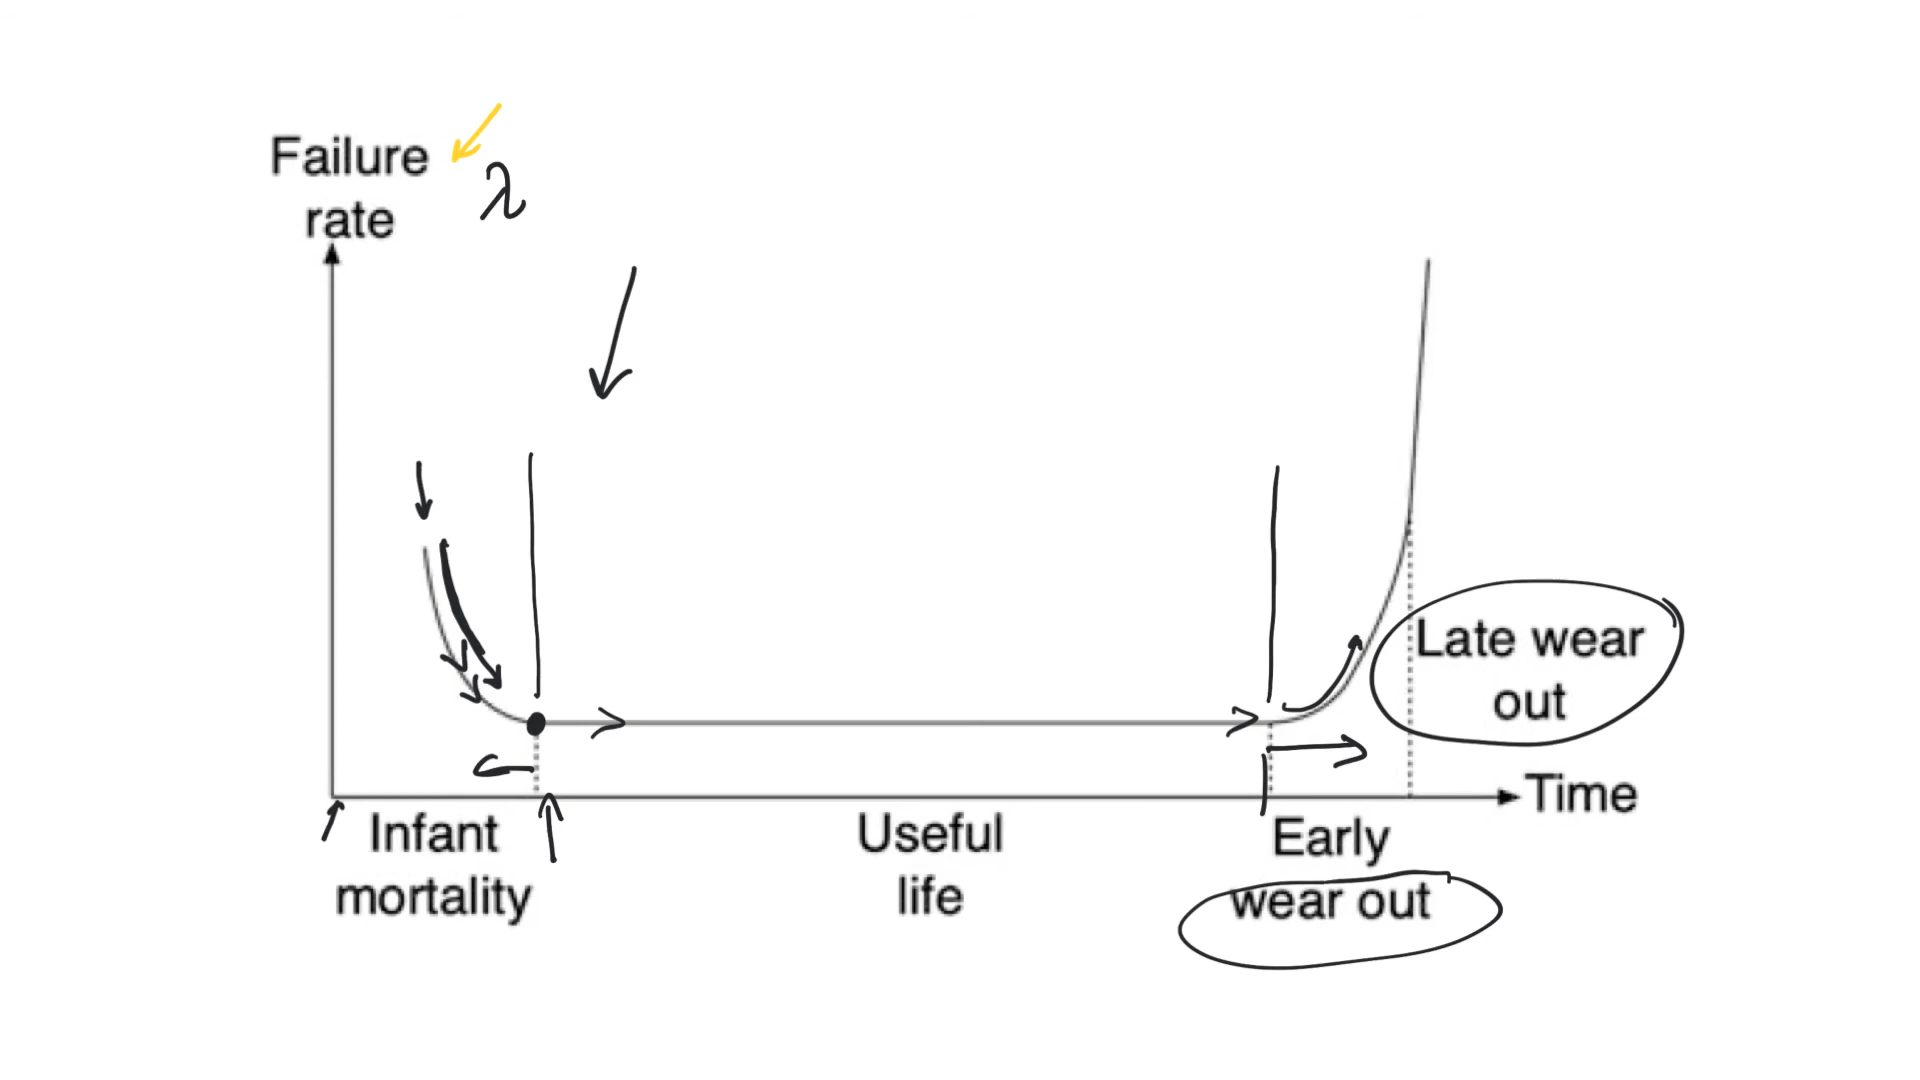 Failure
rate
λ
Late wear
out
Time
Infant
mortality
Useful
life
Early
wear out